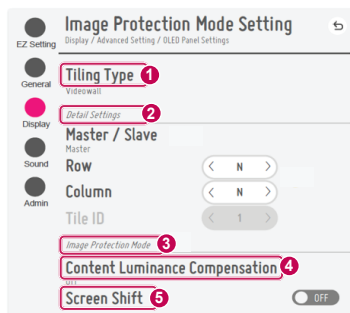 Image Protection Mode Setting
Display / Advanced Setting / OLED Panel Settings
EZ Setting
General
Display
Sound
Admin
Tiling Type 1
Videowall
Detail Settings 2
Master / Slave
Master
Row < N >
Column < N >
Tile ID < 1 >
Image Protection Mode 3
Content Luminance Compensation 4
Off
Screen Shift 5
OFF